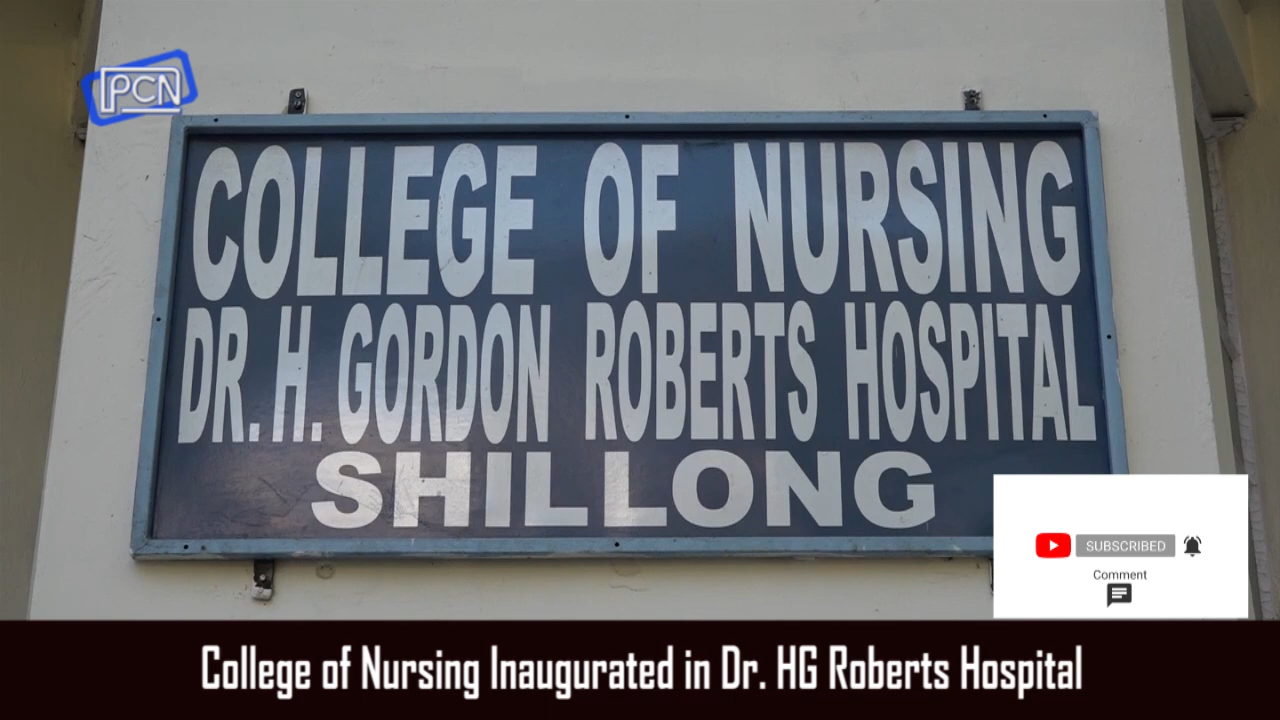 PCN
COLLEGE OF NURSING
DR. H. GORDON ROBERTS HOSPITAL
SHILLONG
SUBSCRIBED
Comment
College of Nursing Inaugurated in Dr. HG Roberts Hospital